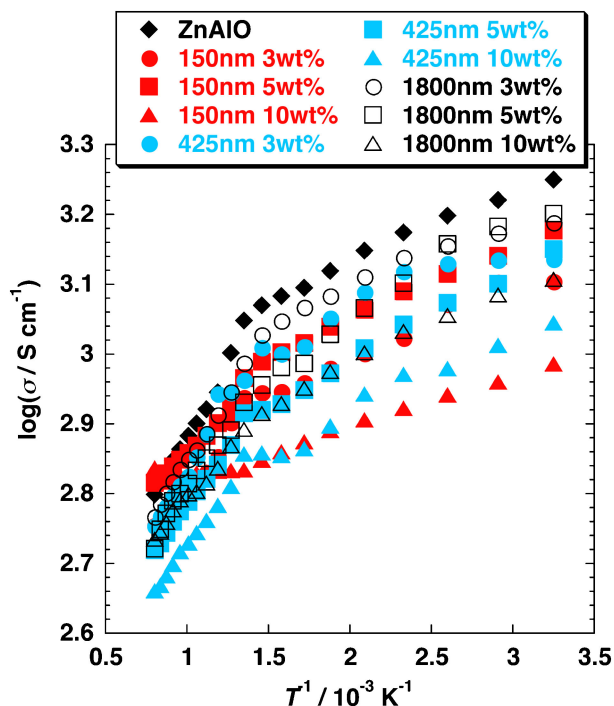 ZnAlO
150nm 3wt%
150nm 5wt%
150nm 10wt%
425nm 3wt%
425nm 5wt%
425nm 10wt%
1800nm 3wt%
1800nm 5wt%
1800nm 10wt%
3.3
3.2
3.1
3
2.9
2.8
2.7
2.6
log(σ / S cm⁻¹)
0.5 1 1.5 2 2.5 3 3.5
T⁻¹ / 10⁻³ K⁻¹